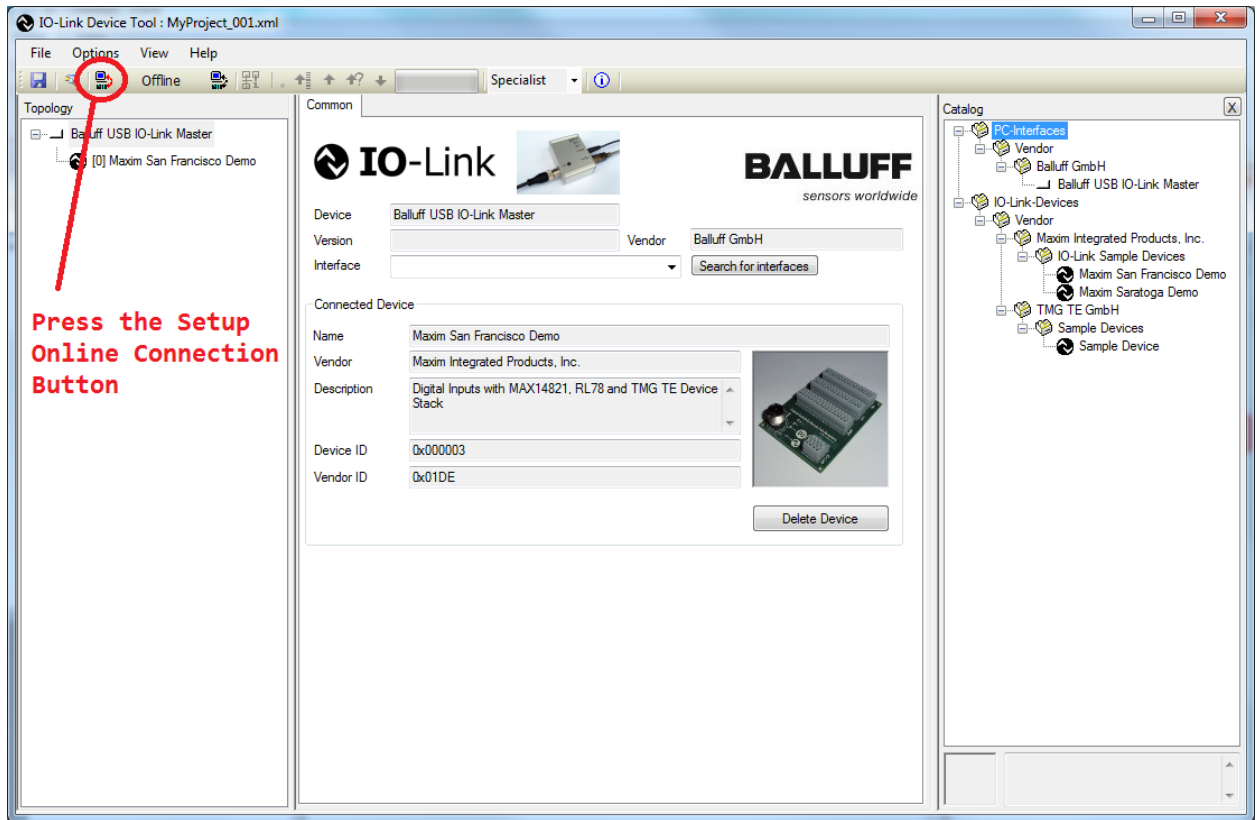 IO-Link Device Tool : MyProject_001.xml
File Options View Help
Offline
Specialist
Topology
Balluff USB IO-Link Master
[0] Maxim San Francisco Demo
Press the Setup
Online Connection
Button
Common
IO-Link
BALLUFF
sensors worldwide
Device Balluff USB IO-Link Master
Version Vendor Balluff GmbH
Interface Search for interfaces
Connected Device
Name Maxim San Francisco Demo
Vendor Maxim Integrated Products, Inc.
Description Digital Inputs with MAX14821, RL78 and TMG TE Device
Stack
Device ID 0x000003
Vendor ID 0x01DE
Delete Device
Catalog X
PC-Interfaces
Vendor
Balluff GmbH
Balluff USB IO-Link Master
IO-Link-Devices
Vendor
Maxim Integrated Products, Inc.
IO-Link Sample Devices
Maxim San Francisco Demo
Maxim Saratoga Demo
TMG TE GmbH
Sample Devices
Sample Device